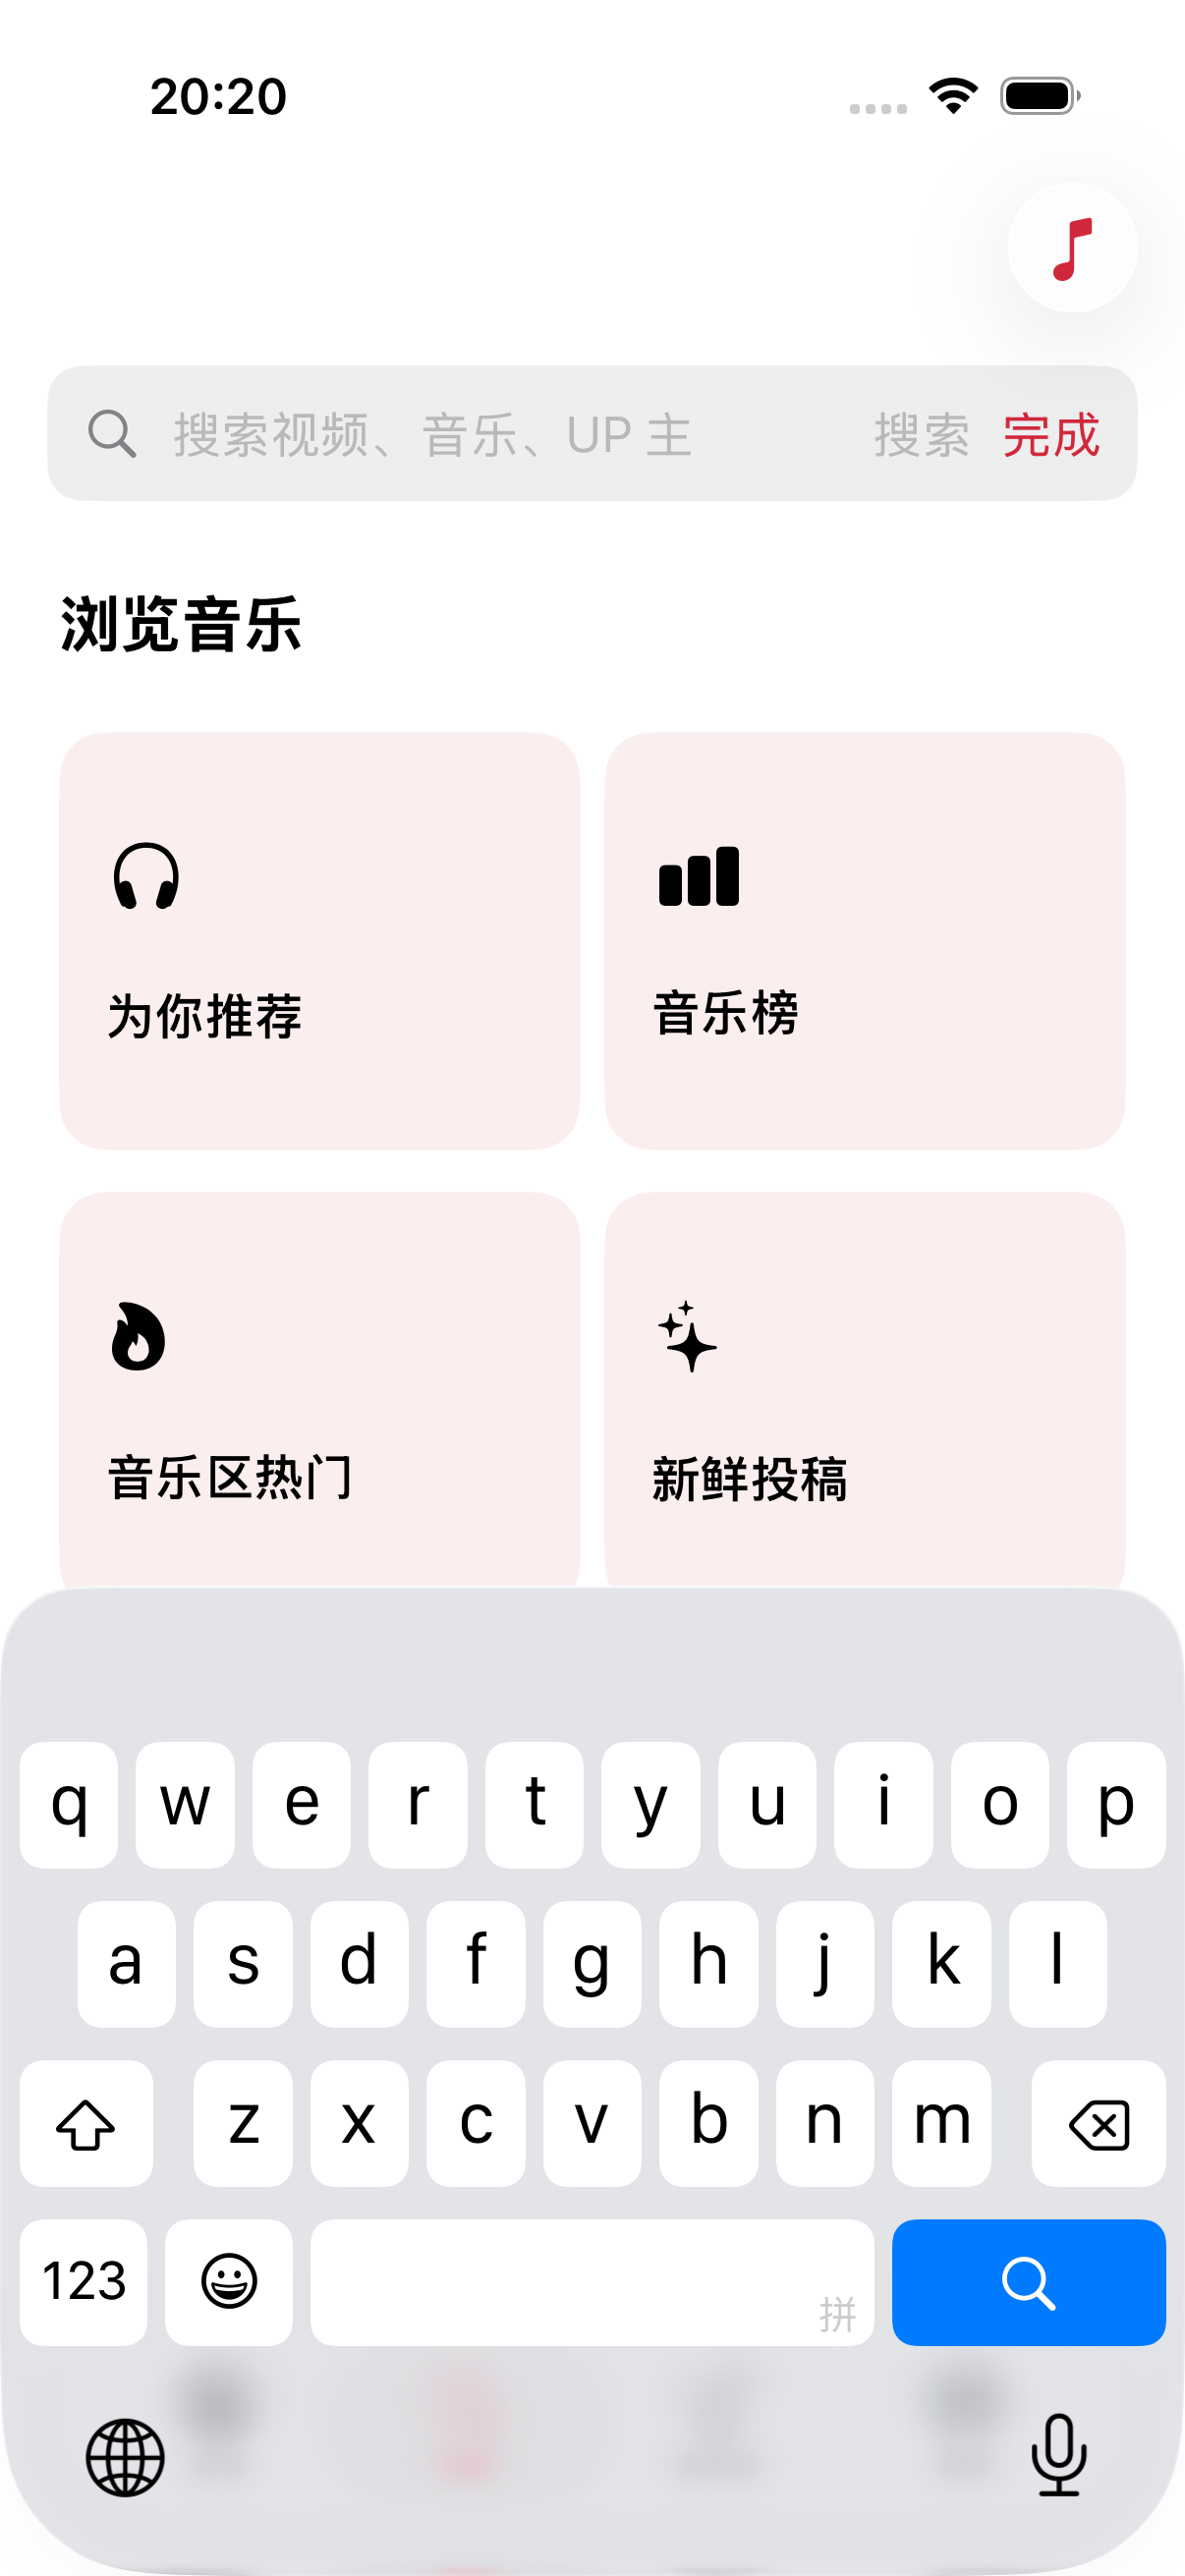 20:20
搜索视频、音乐、UP 主 搜索 完成
浏览音乐
为你推荐 音乐榜
音乐区热门 新鲜投稿
q w e r t y u i o p
a s d f g h j k l
z x c v b n m
123 拼